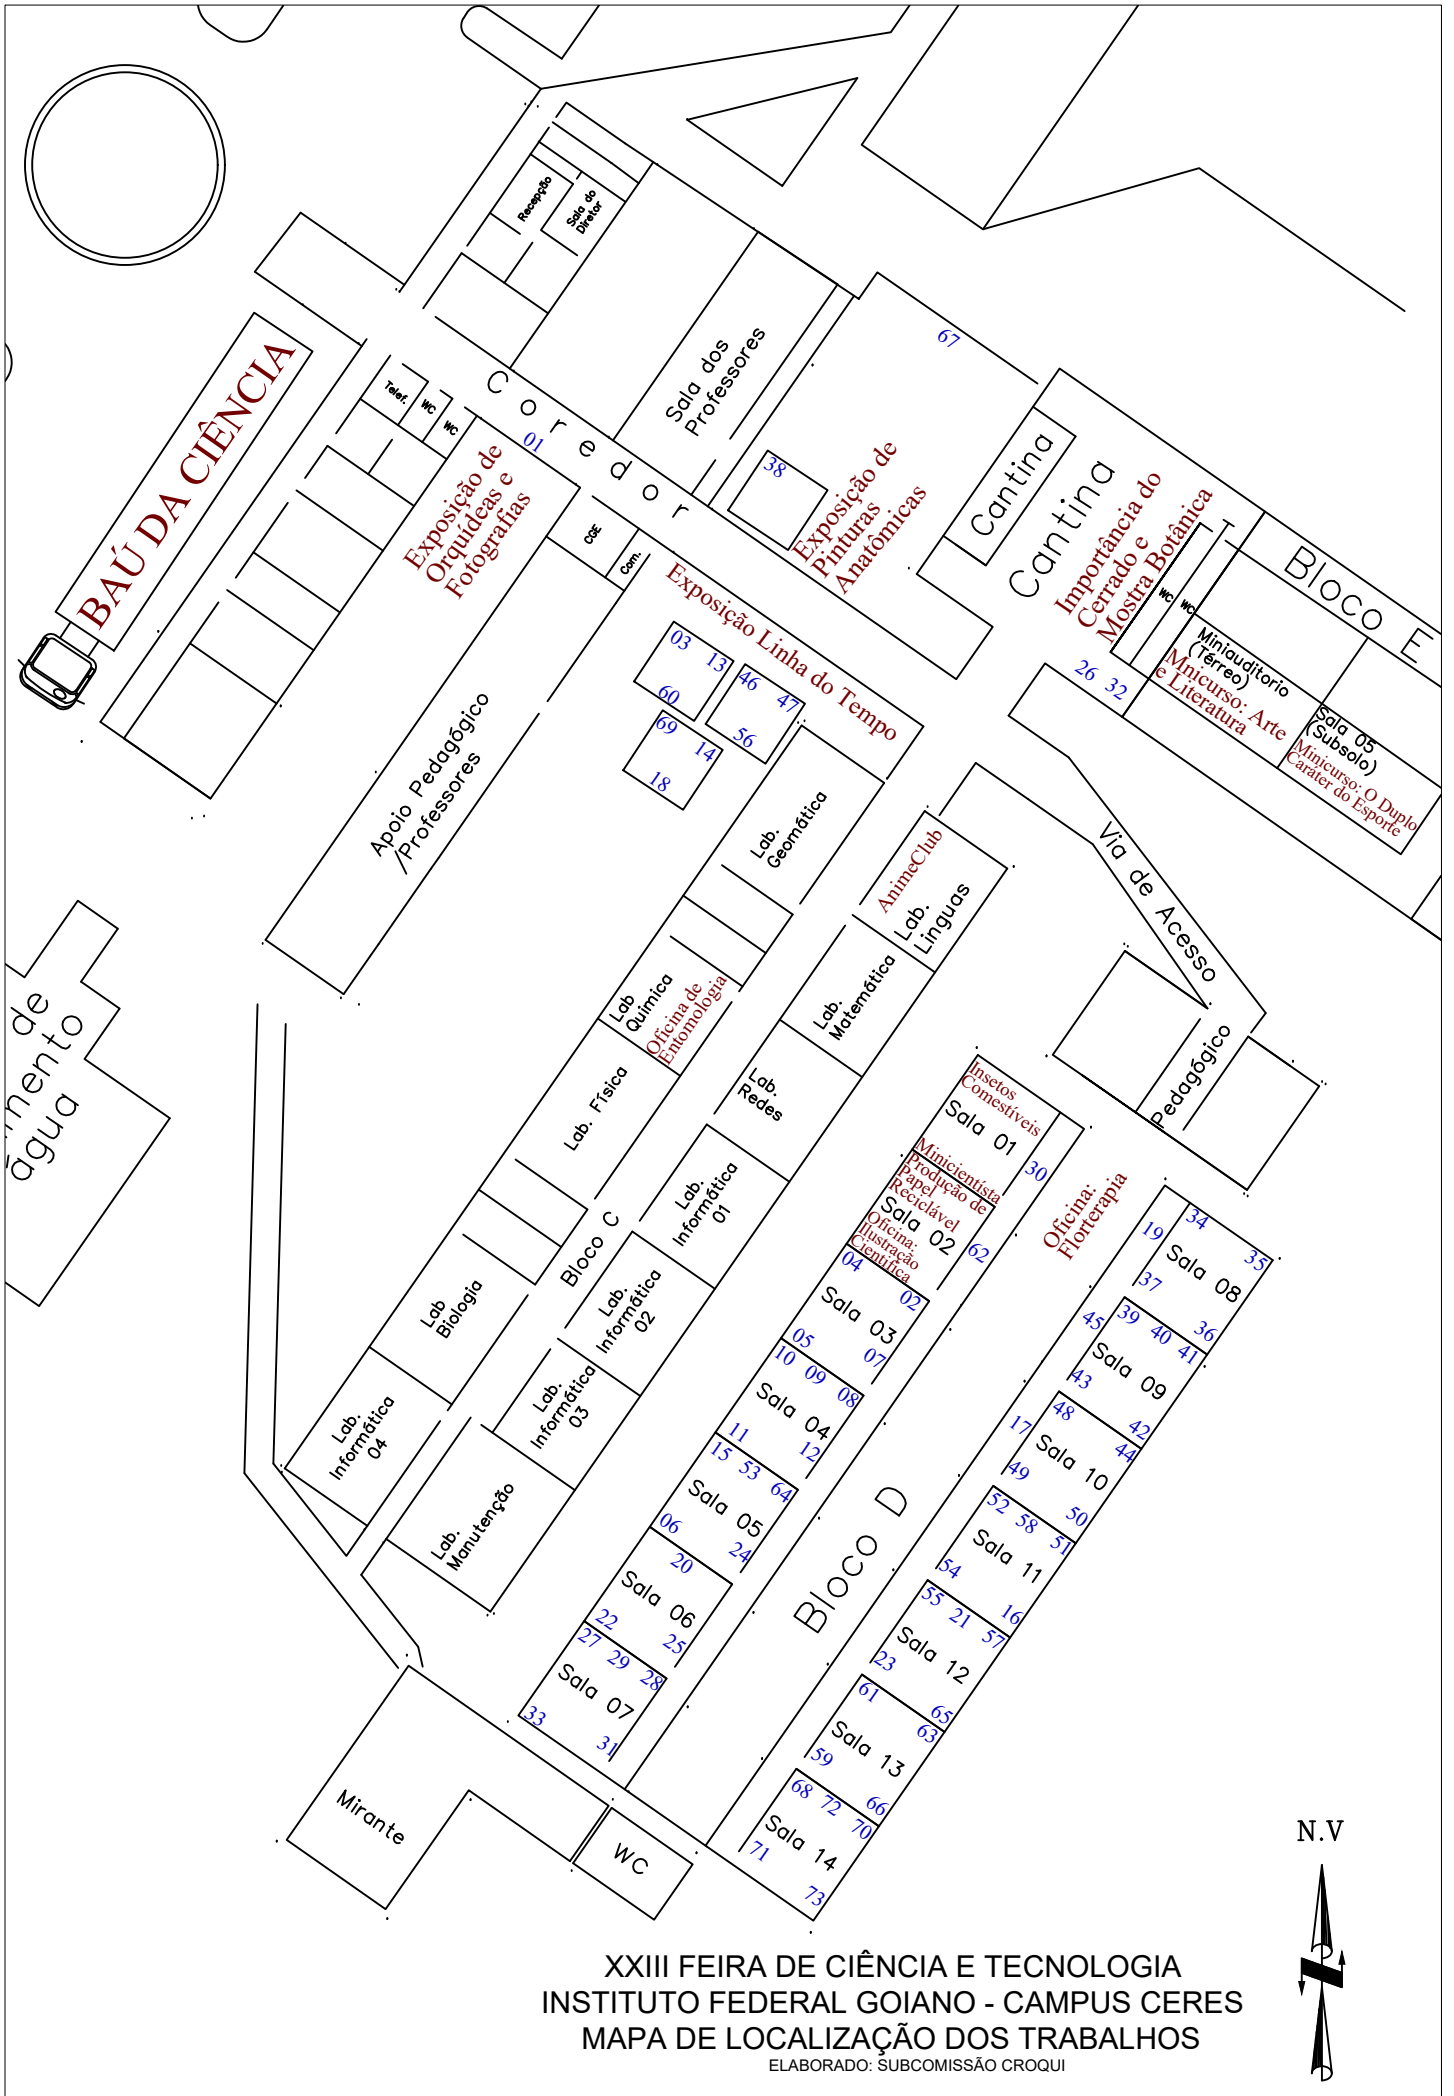 Recepção
Sala do
Diretor
BAÚ DA CIÊNCIA
Telef.
WC
WC
Coredor
01
Exposição de
Orquídeas e
Fotografias
CGE
Com.
Sala dos
Professores
67
38
Exposição de
Pinturas
Anatômicas
Cantina
Cantina
Importância do
Cerrado e
Mostra Botânica
WC
WC
Bloco E
Miniauditorio
(Térreo)
Mnicurso: Arte
e Literatura
Sala 05
(Subsolo)
Minicurso: O Duplo
Caráter do Esporte
26 32
Exposição Linha do Tempo
03 13
60
46 47
56
69 14
18
Apoio Pedagógico
/Professores
Lab.
Geomática
AnimeClub
Lab.
Linguas
Via de Acesso
Pedagógico
de
mento
água
Lab
Quimica
Oficina de
Entomologia
Lab.
Matemática
Lab. Física
Lab.
Redes
Lab.
Informática
01
Bloco C
Lab.
Informática
02
Lab
Biologia
Lab.
Informática
03
Lab.
Informática
04
Lab.
Manutenção
Insetos
Comestíveis
Sala 01
Minicientísta
30
Produção de
Papel
Reciclável
Sala 02
Oficina:
Ilustração
Científica
62
Oficina:
Florterapia
04 02
Sala 03
05 07
10 09 08
Sala 04
11 12
15 53 64
Sala 05
06 24
20
Sala 06
22 25
27 29 28
Sala 07
33 31
Bloco D
34 35
19
Sala 08
37 36
45
39 40 41
Sala 09
43 42
17
48 44
Sala 10
49 50
52 58 51
Sala 11
54 16
55 21 57
Sala 12
23 65
61 63
Sala 13
59 66
68 72 70
Sala 14
71 73
Mirante
WC
N.V
XXIII FEIRA DE CIÊNCIA E TECNOLOGIA
INSTITUTO FEDERAL GOIANO - CAMPUS CERES
MAPA DE LOCALIZAÇÃO DOS TRABALHOS
ELABORADO: SUBCOMISSÃO CROQUI